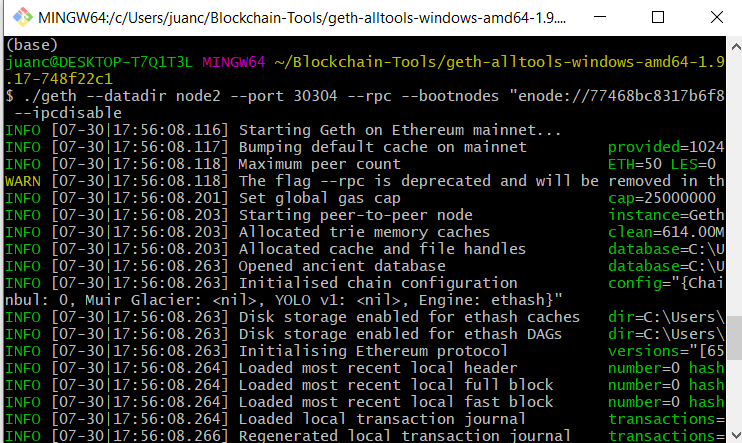 MINGW64:/c/Users/juanc/Blockchain-Tools/geth-alltools-windows-amd64-1.9....
(base)
juanc@DESKTOP-T7Q1T3L MINGW64 ~/Blockchain-Tools/geth-alltools-windows-amd64-1.9
.17-748f22c1
$ ./geth --datadir node2 --port 30304 --rpc --bootnodes "enode://77468bc8317b6f8
--ipcdisable
INFO [07-30|17:56:08.116] Starting Geth on Ethereum mainnet...
INFO [07-30|17:56:08.117] Bumping default cache on mainnet provided=1024
INFO [07-30|17:56:08.118] Maximum peer count ETH=50 LES=0
WARN [07-30|17:56:08.118] The flag --rpc is deprecated and will be removed in th
INFO [07-30|17:56:08.201] Set global gas cap cap=25000000
INFO [07-30|17:56:08.203] Starting peer-to-peer node instance=Geth
INFO [07-30|17:56:08.263] Allocated trie memory caches clean=614.00M
INFO [07-30|17:56:08.263] Allocated cache and file handles database=C:\U
INFO [07-30|17:56:08.263] Opened ancient database database=C:\U
INFO [07-30|17:56:08.263] Initialised chain configuration config="{Chai
nbul: 0, Muir Glacier: <nil>, YOLO v1: <nil>, Engine: ethash}"
INFO [07-30|17:56:08.263] Disk storage enabled for ethash caches dir=C:\Users\
INFO [07-30|17:56:08.263] Disk storage enabled for ethash DAGs dir=C:\Users\
INFO [07-30|17:56:08.263] Initialising Ethereum protocol versions="[65
INFO [07-30|17:56:08.264] Loaded most recent local header number=0 hash
INFO [07-30|17:56:08.264] Loaded most recent local full block number=0 hash
INFO [07-30|17:56:08.264] Loaded most recent local fast block number=0 hash
INFO [07-30|17:56:08.264] Loaded local transaction journal transactions=
INFO [07-30|17:56:08.266] Regenerated local transaction journal transactions=